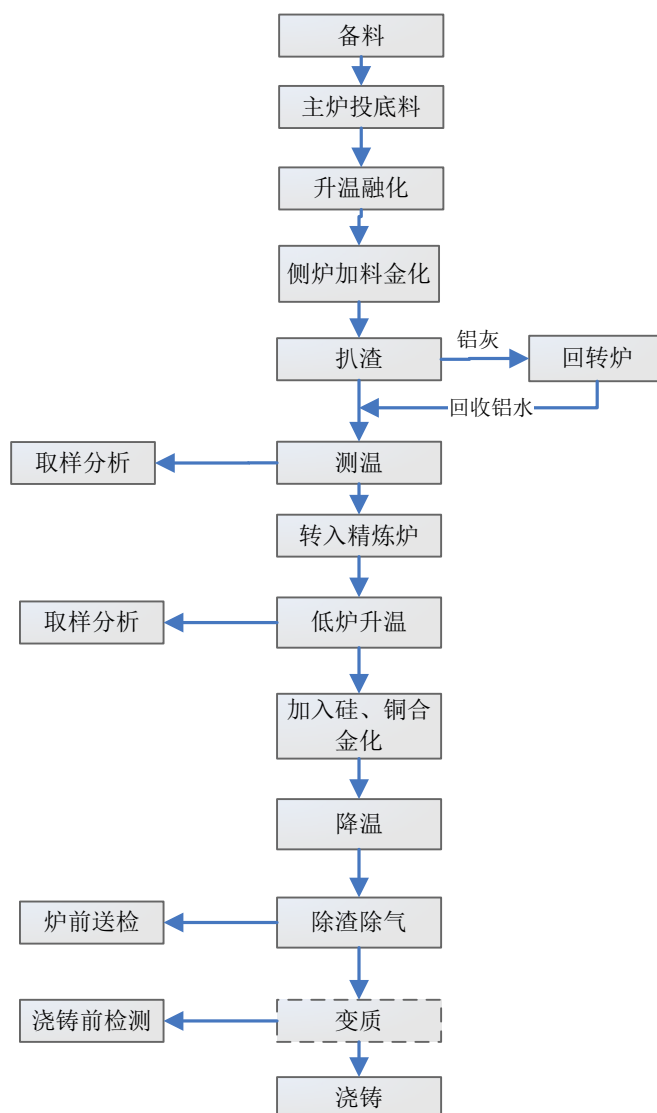 备料
主炉投底料
升温融化
侧炉加料金化
扒渣
铝灰
回转炉
回收铝水
取样分析
测温
转入精炼炉
取样分析
低炉升温
加入硅、铜合
金化
降温
炉前送检
除渣除气
浇铸前检测
变质
浇铸